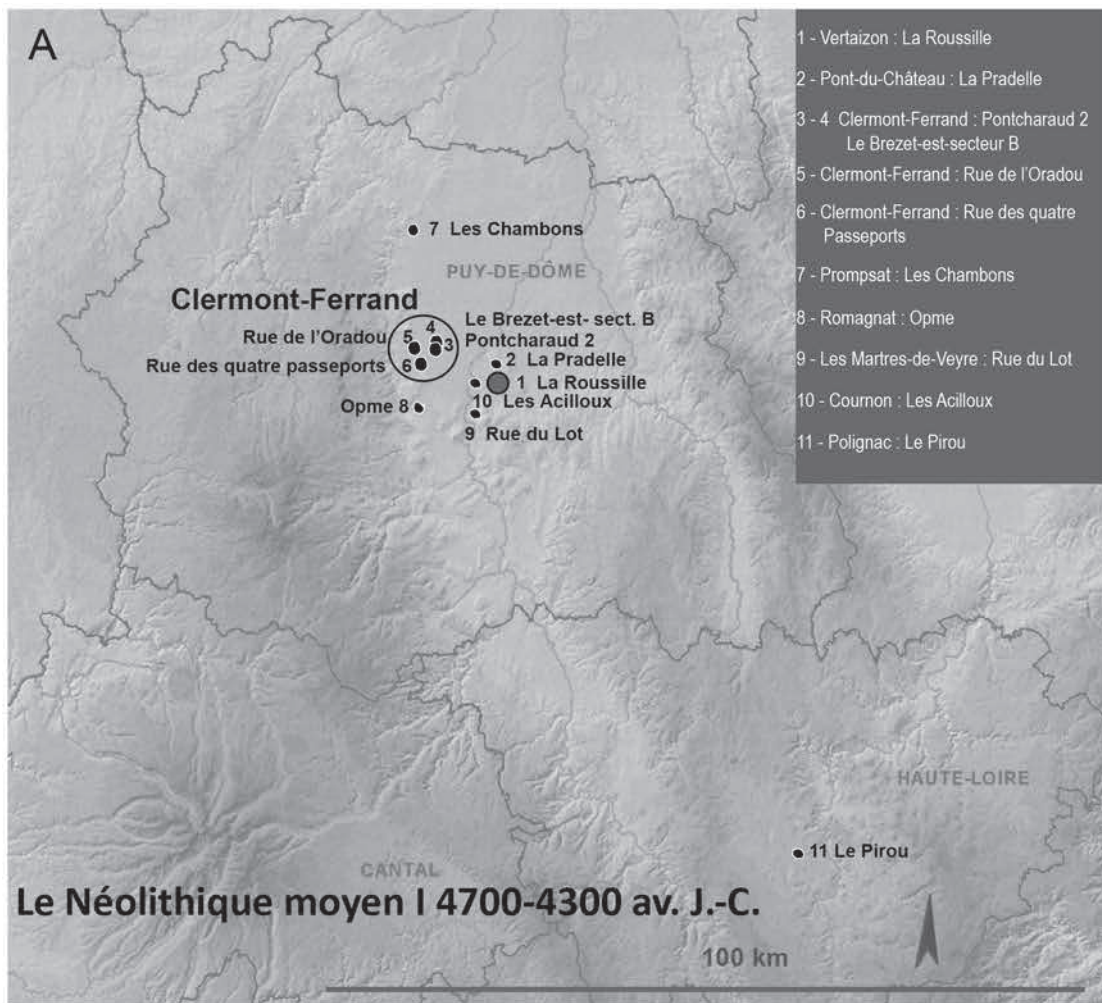 A
1 - Vertaizon : La Roussille
2 - Pont-du-Château : La Pradelle
3 - 4 Clermont-Ferrand : Pontcharaud 2
Le Brezet-est-secteur B
5 - Clermont-Ferrand : Rue de l'Oradou
6 - Clermont-Ferrand : Rue des quatre
Passeports
7 - Prompsat : Les Chambons
8 - Romagnat : Opme
9 - Les Martres-de-Veyre : Rue du Lot
10 - Cournon : Les Acilloux
11 - Polignac : Le Pirou
7 Les Chambons
PUY-DE-DÔME
Clermont-Ferrand
Le Brezet-est- sect. B
Rue de l'Oradou 5 4 3 Pontcharaud 2
2 La Pradelle
Rue des quatre passeports 6
1 La Roussille
10 Les Acilloux
Opme 8
9 Rue du Lot
HAUTE-LOIRE
11 Le Pirou
CANTAL
Le Néolithique moyen I 4700-4300 av. J.-C.
100 km